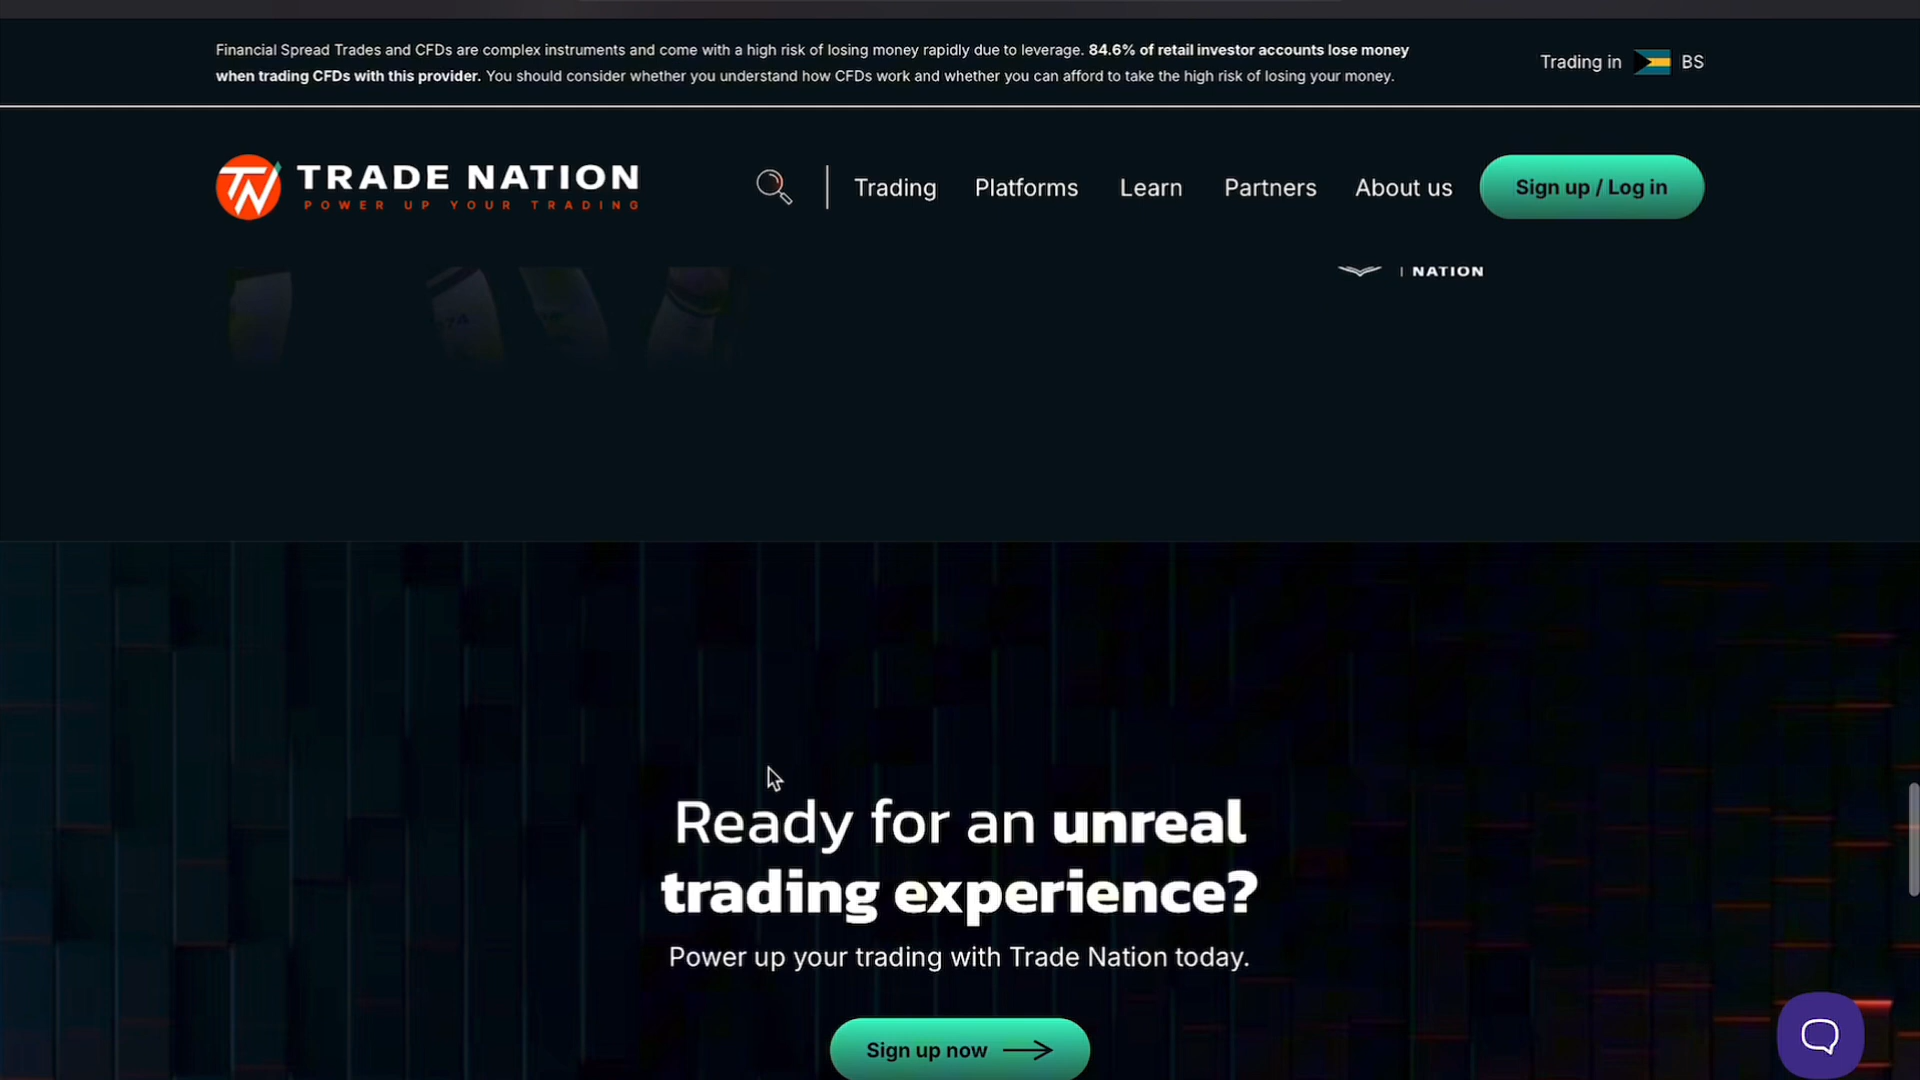 Financial Spread Trades and CFDs are complex instruments and come with a high risk of losing money rapidly due to leverage. 84.6% of retail investor accounts lose money
when trading CFDs with this provider. You should consider whether you understand how CFDs work and whether you can afford to take the high risk of losing your money.
Trading in BS
TRADE NATION
POWER UP YOUR TRADING
Trading Platforms Learn Partners About us Sign up / Log in
NATION
Ready for an unreal
trading experience?
Power up your trading with Trade Nation today.
Sign up now